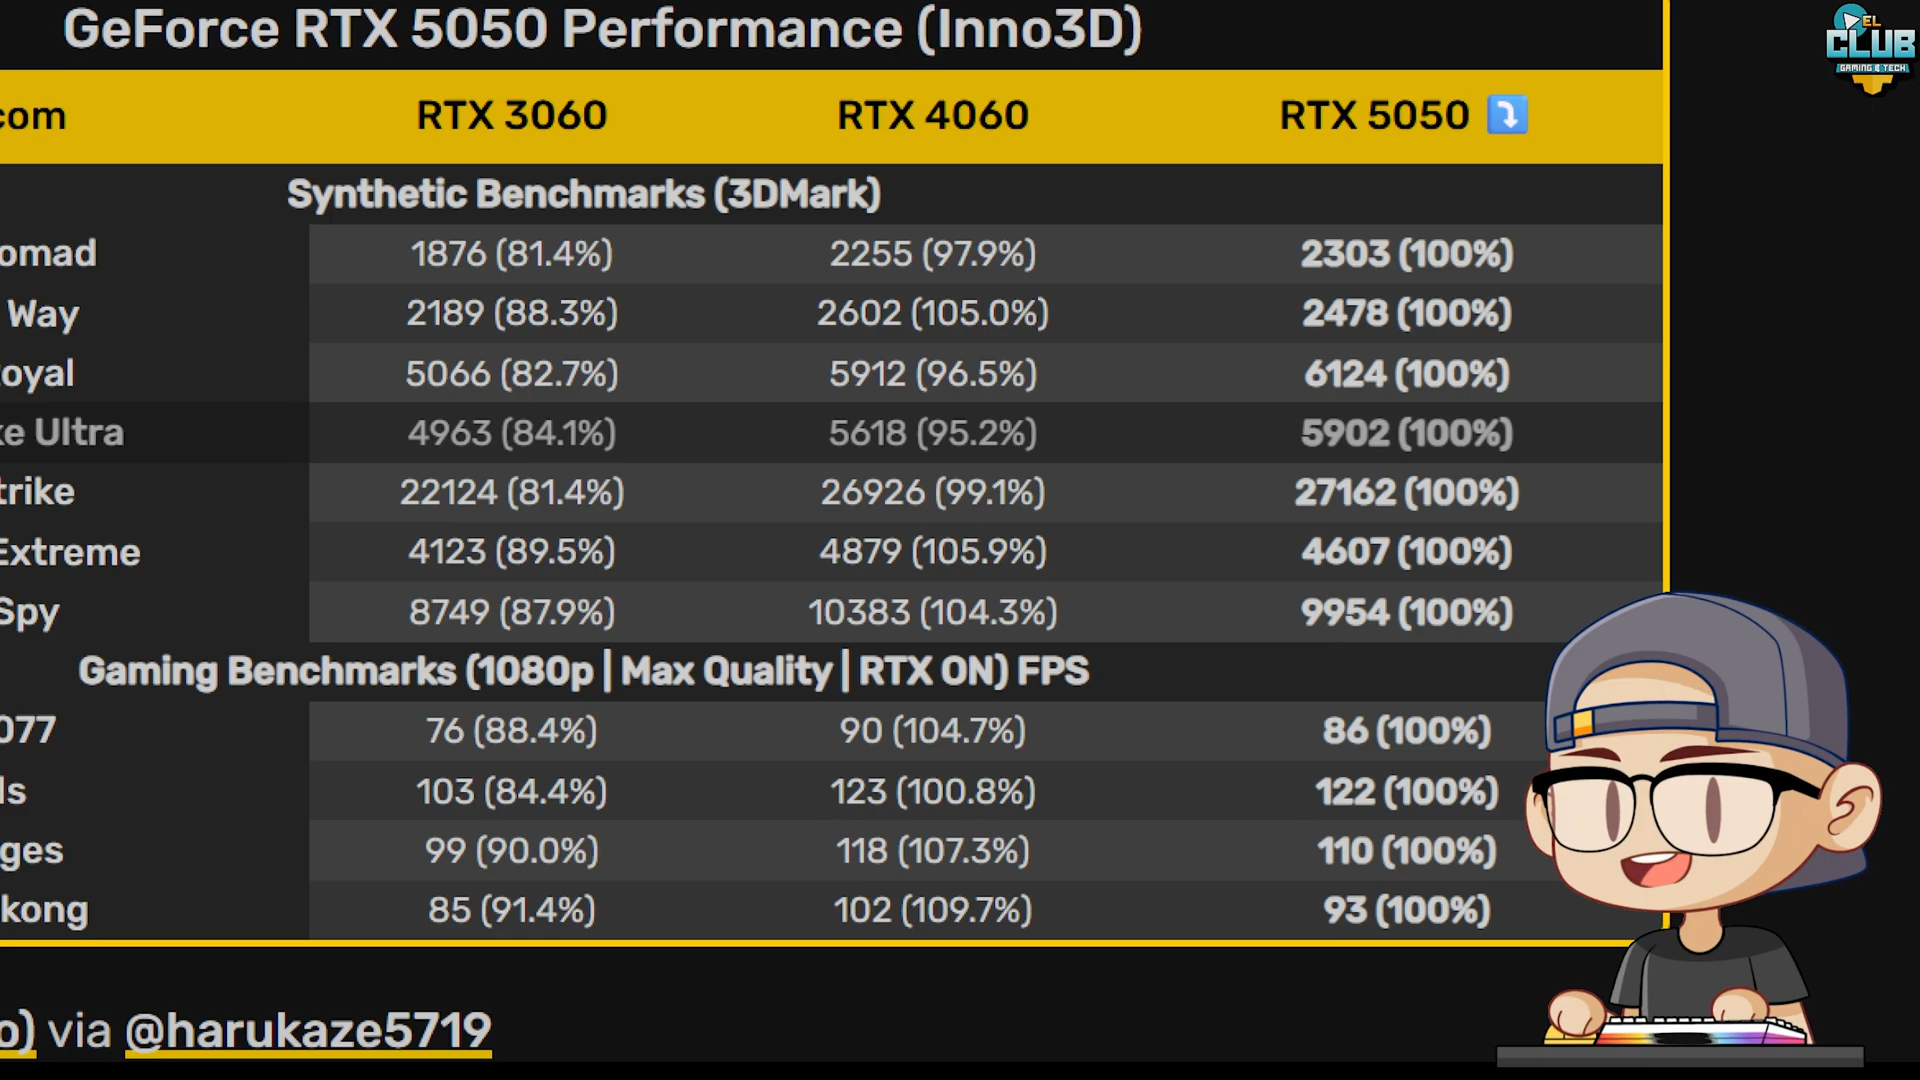 GeForce RTX 5050 Performance (Inno3D)
com RTX 3060 RTX 4060 RTX 5050
Synthetic Benchmarks (3DMark)
omad 1876 (81.4%) 2255 (97.9%) 2303 (100%)
Way 2189 (88.3%) 2602 (105.0%) 2478 (100%)
oyal 5066 (82.7%) 5912 (96.5%) 6124 (100%)
ke Ultra 4963 (84.1%) 5618 (95.2%) 5902 (100%)
trike 22124 (81.4%) 26926 (99.1%) 27162 (100%)
Extreme 4123 (89.5%) 4879 (105.9%) 4607 (100%)
Spy 8749 (87.9%) 10383 (104.3%) 9954 (100%)
Gaming Benchmarks (1080p | Max Quality | RTX ON) FPS
077 76 (88.4%) 90 (104.7%) 86 (100%)
ls 103 (84.4%) 123 (100.8%) 122 (100%)
ges 99 (90.0%) 118 (107.3%) 110 (100%)
kong 85 (91.4%) 102 (109.7%) 93 (100%)
o) via @harukaze5719
EL
CLUB
GAMING & TECH